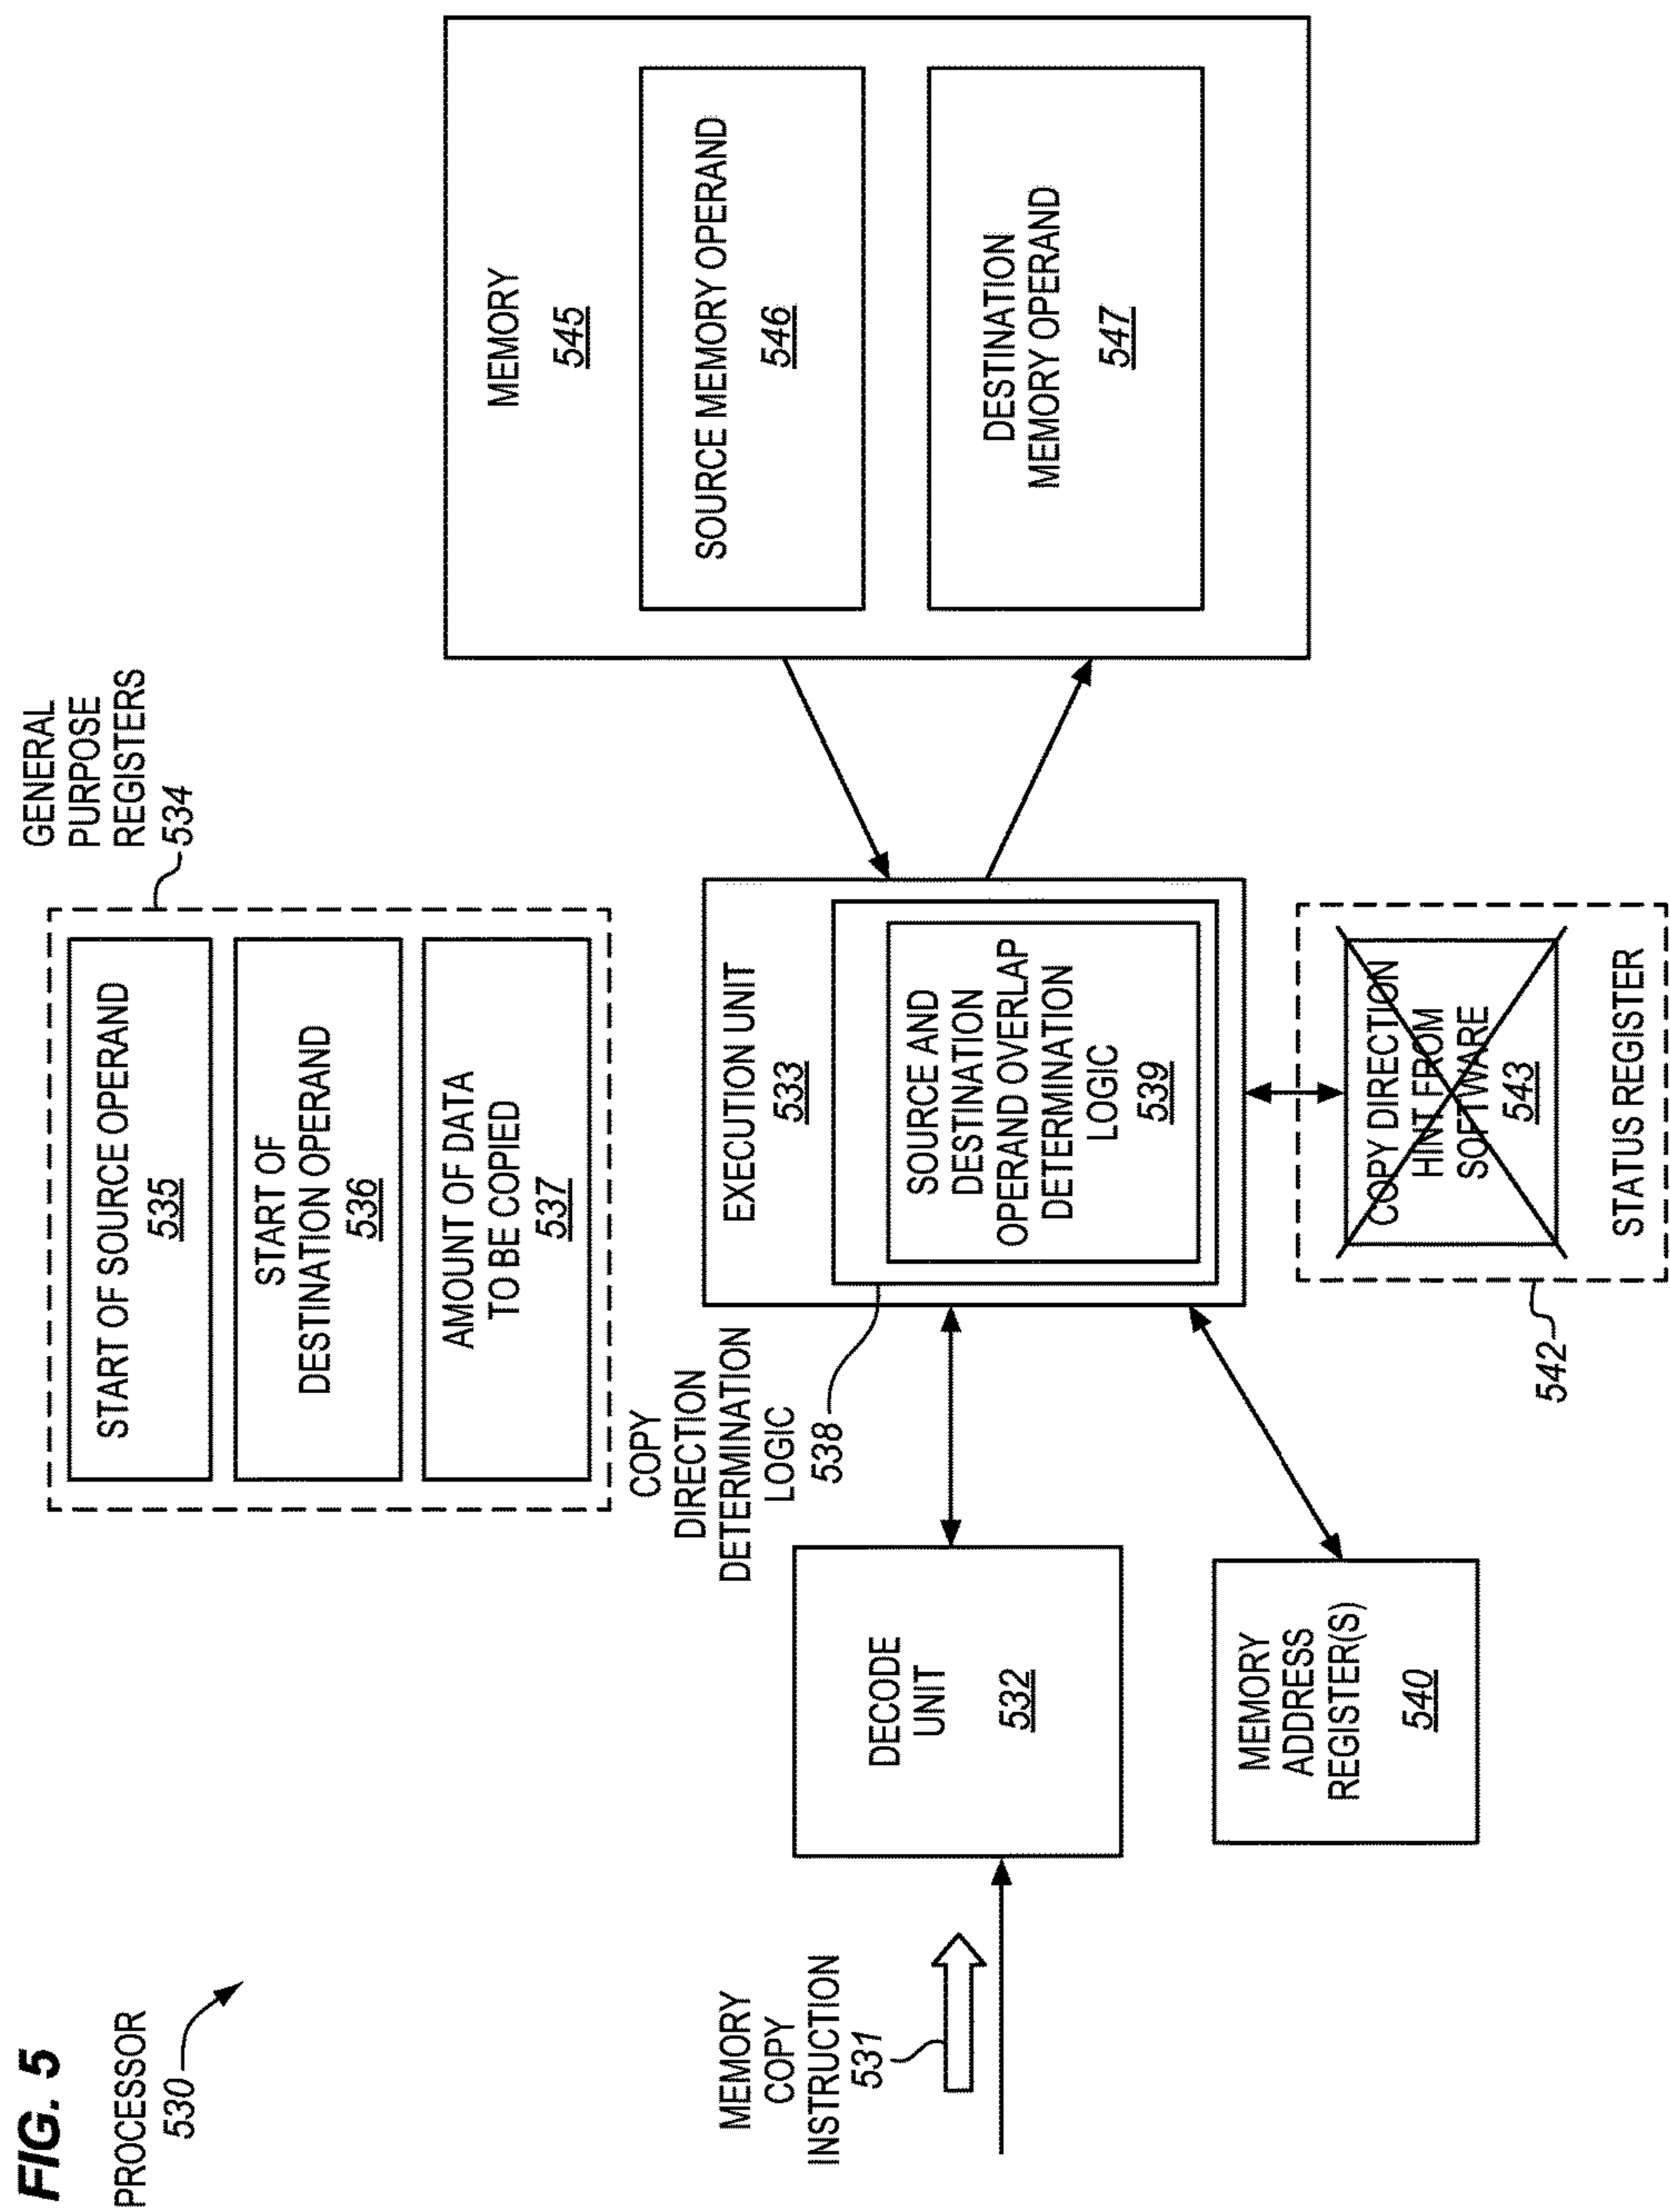 FIG. 5
PROCESSOR
530
GENERAL
PURPOSE
REGISTERS
534
START OF SOURCE OPERAND
535
START OF
DESTINATION OPERAND
536
AMOUNT OF DATA
TO BE COPIED
537
MEMORY
COPY
INSTRUCTION
531
DECODE
UNIT
532
COPY
DIRECTION
DETERMINATION
LOGIC
538
EXECUTION UNIT
533
SOURCE AND
DESTINATION
OPERAND OVERLAP
DETERMINATION
LOGIC
539
MEMORY
545
SOURCE MEMORY OPERAND
546
DESTINATION
MEMORY OPERAND
547
MEMORY
ADDRESS
REGISTER(S)
540
COPY DIRECTION
HINT FROM
SOFTWARE
543
STATUS REGISTER
542